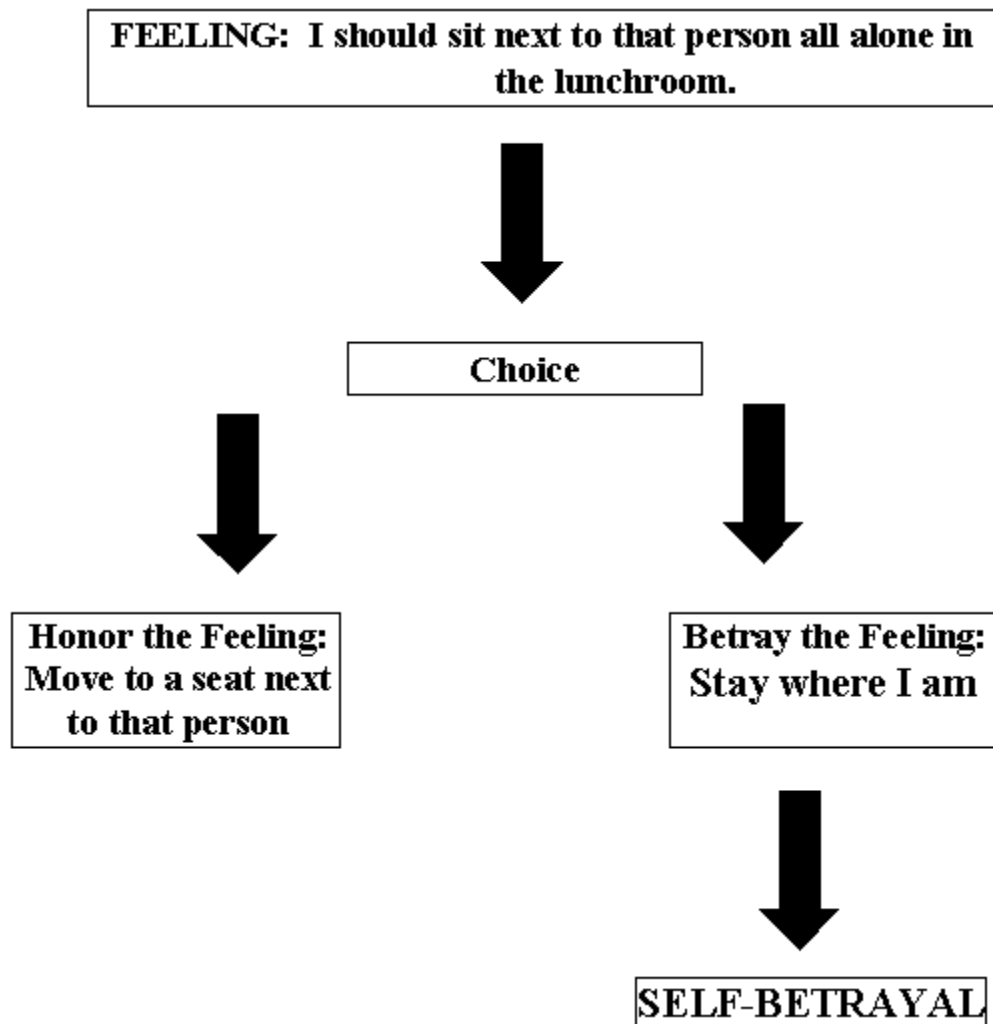 FEELING:  I should sit next to that person all alone in
the lunchroom.
Choice
Honor the Feeling:
Move to a seat next
to that person
Betray the Feeling:
Stay where I am
SELF-BETRAYAL